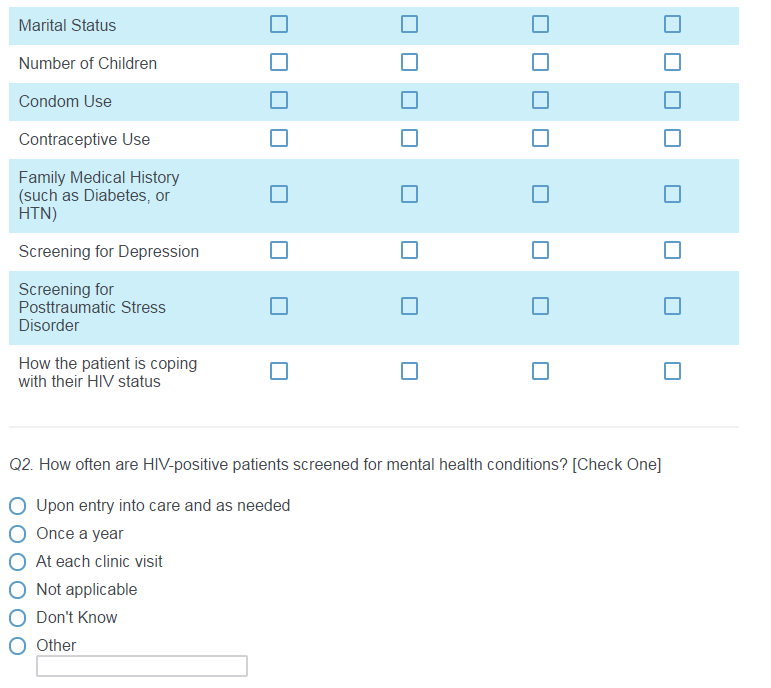 Marital Status
Number of Children
Condom Use
Contraceptive Use
Family Medical History
(such as Diabetes, or
HTN)
Screening for Depression
Screening for
Posttraumatic Stress
Disorder
How the patient is coping
with their HIV status
Q2. How often are HIV-positive patients screened for mental health conditions? [Check One]
Upon entry into care and as needed
Once a year
At each clinic visit
Not applicable
Don't Know
Other